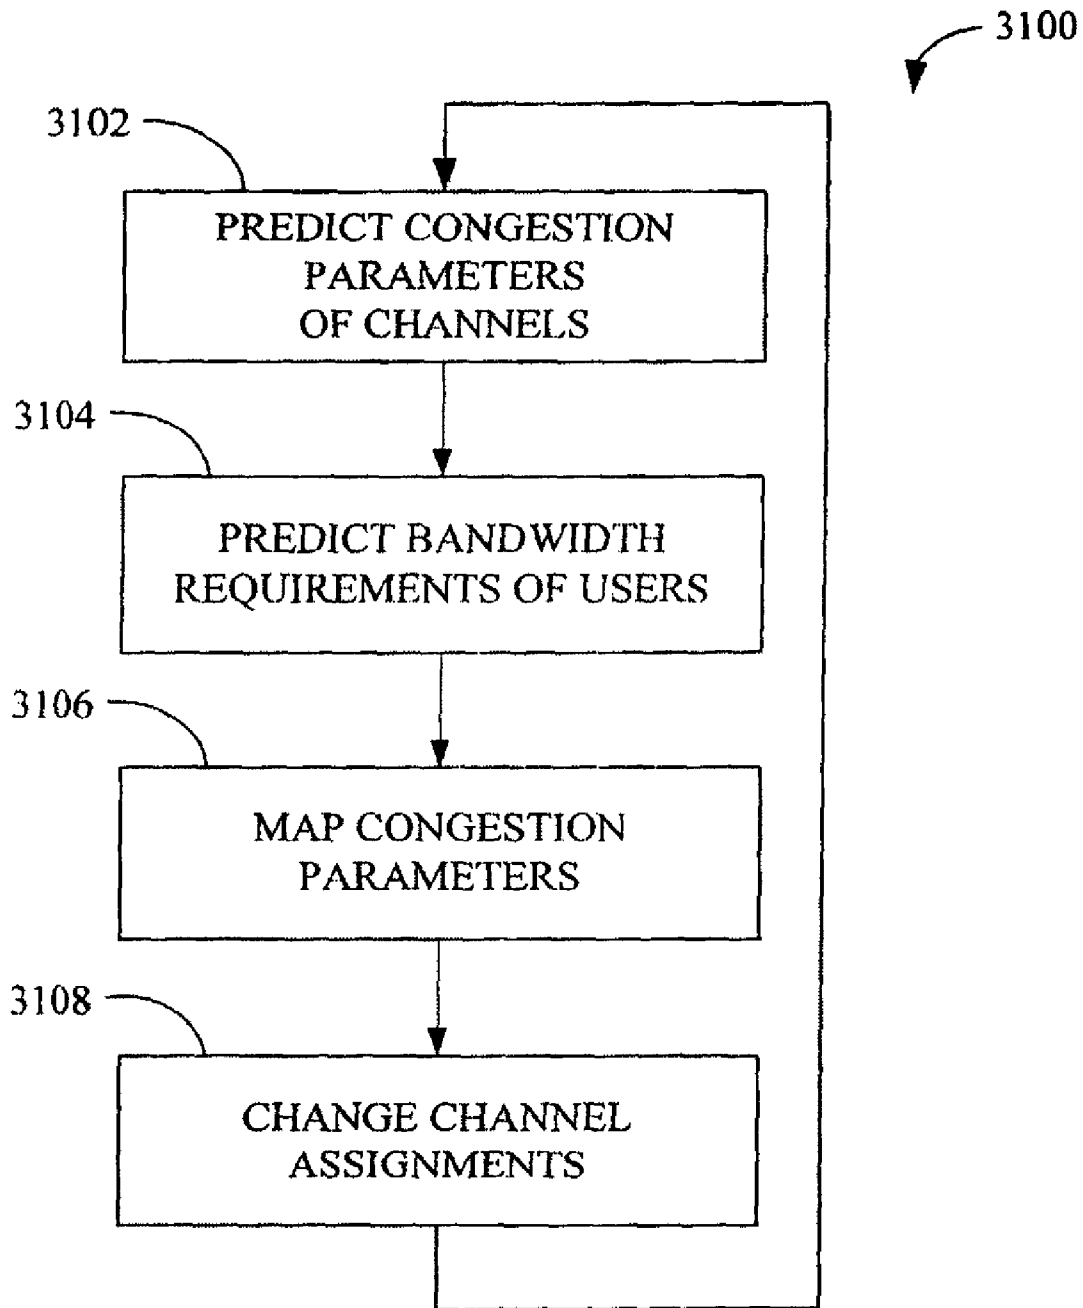 3100
3102
PREDICT CONGESTION
PARAMETERS
OF CHANNELS
3104
PREDICT BANDWIDTH
REQUIREMENTS OF USERS
3106
MAP CONGESTION
PARAMETERS
3108
CHANGE CHANNEL
ASSIGNMENTS